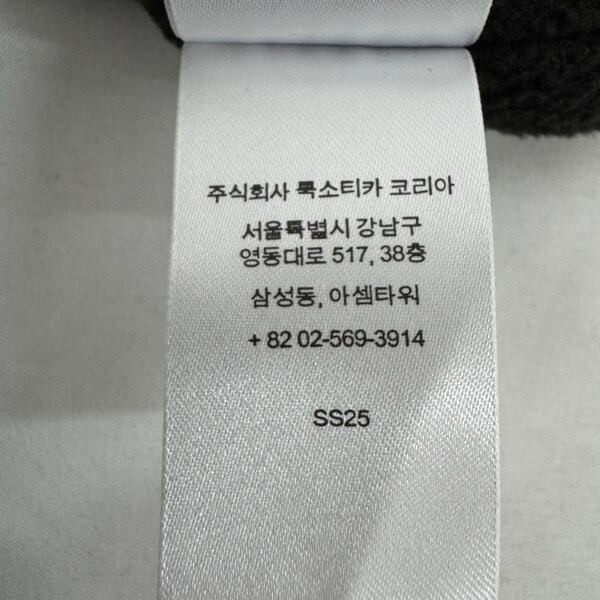 주식회사 룩소티카 코리아
서울특별시 강남구
영동대로 517, 38층
삼성동, 아셈타워
+ 82 02-569-3914
SS25